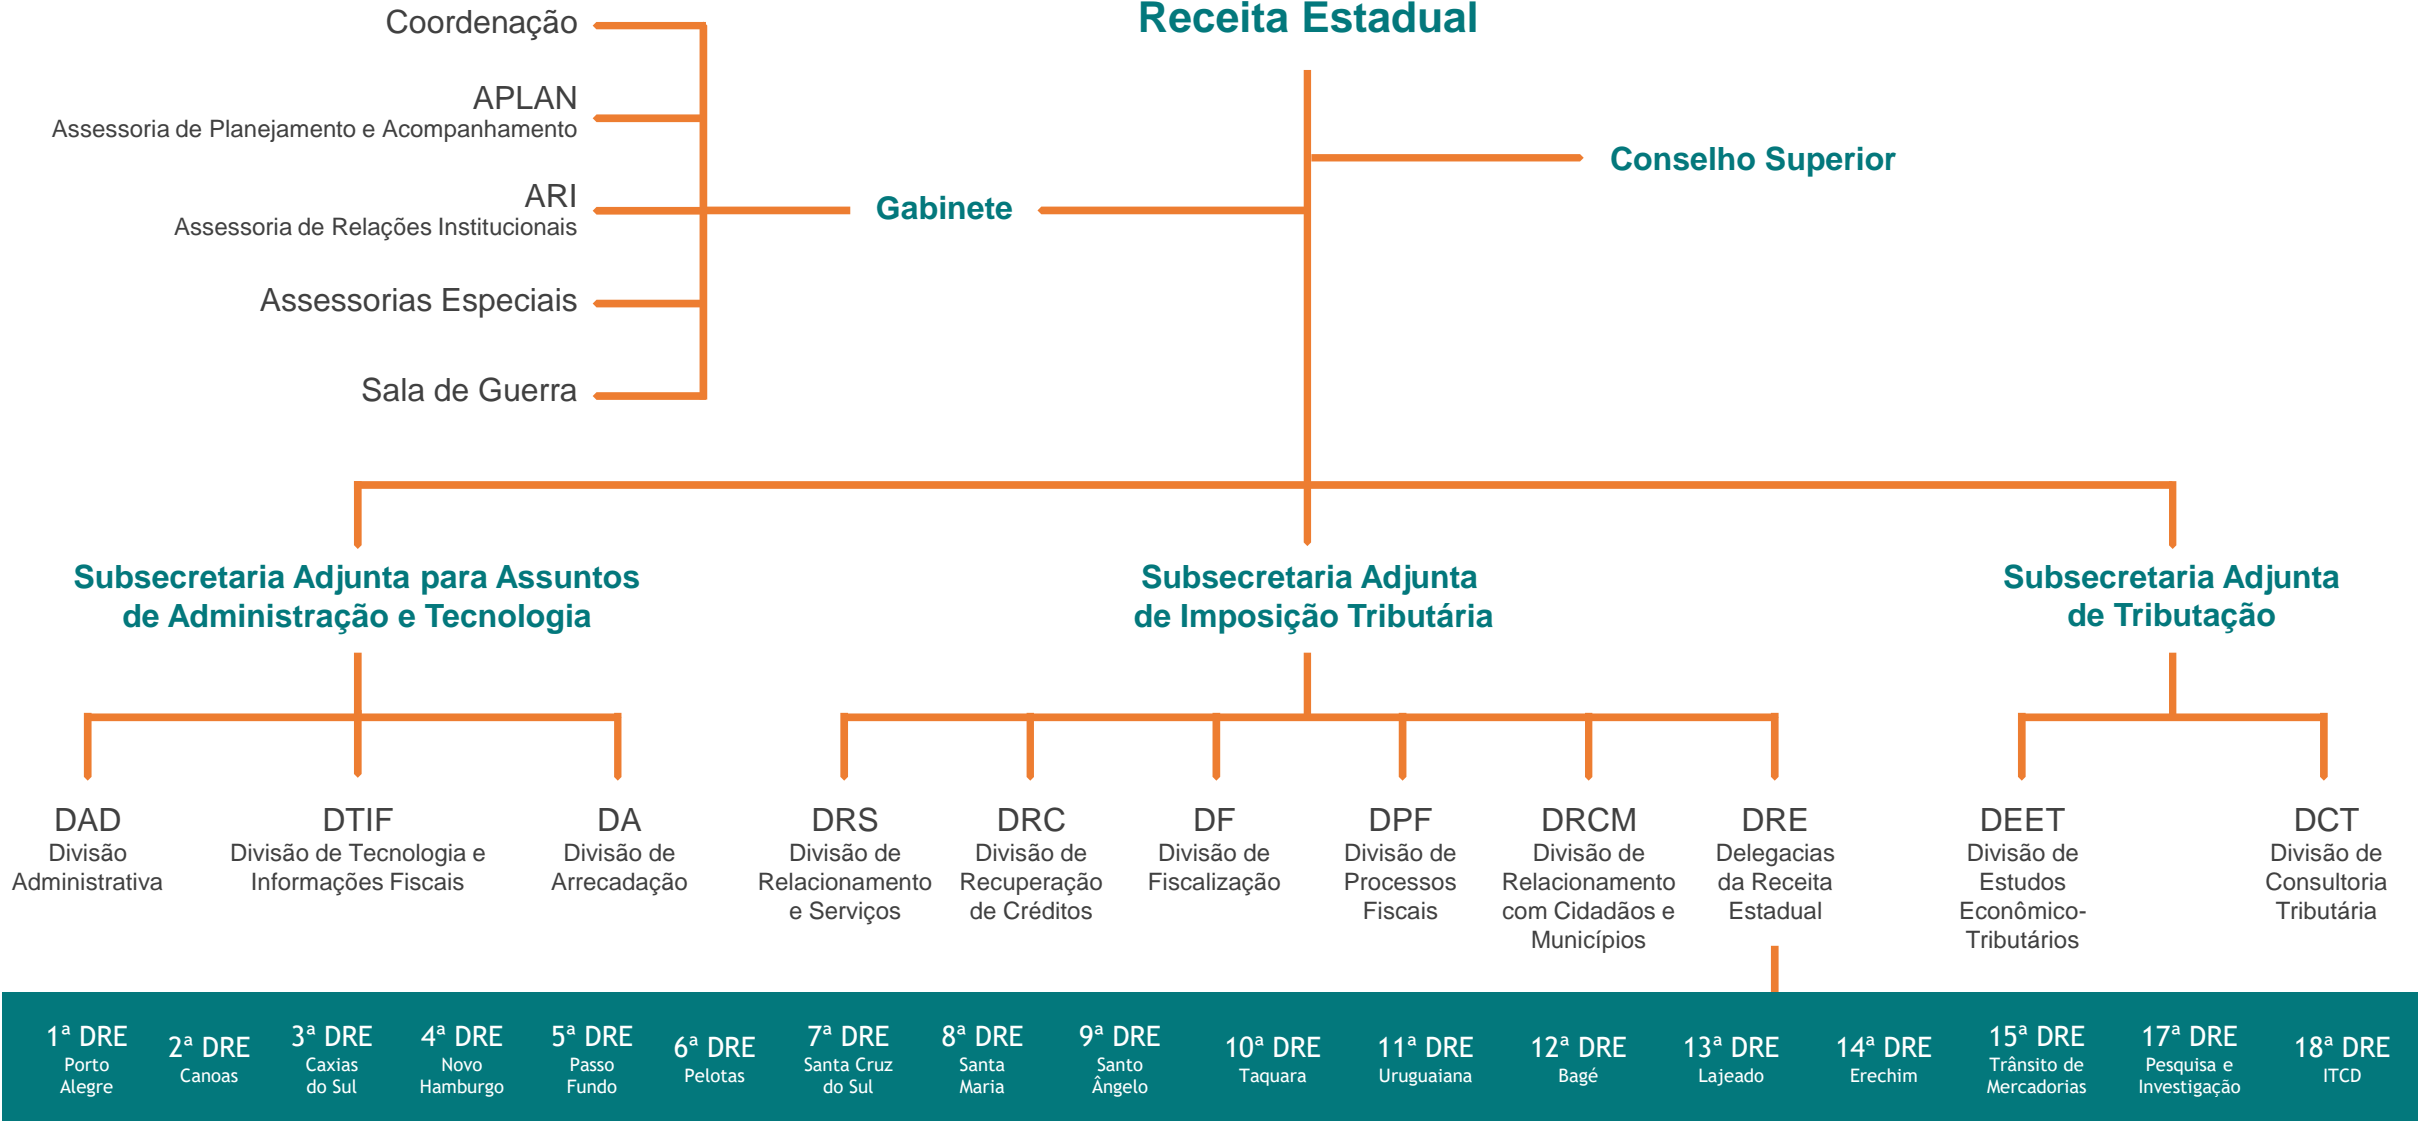 Receita Estadual
Coordenação
APLAN
Assessoria de Planejamento e Acompanhamento
ARI
Assessoria de Relações Institucionais
Assessorias Especiais
Sala de Guerra
Gabinete
Conselho Superior
Subsecretaria Adjunta para Assuntos
de Administração e Tecnologia
Subsecretaria Adjunta
de Imposição Tributária
Subsecretaria Adjunta
de Tributação
DAD
Divisão
Administrativa
DTIF
Divisão de Tecnologia e
Informações Fiscais
DA
Divisão de
Arrecadação
DRS
Divisão de
Relacionamento
e Serviços
DRC
Divisão de
Recuperação
de Créditos
DF
Divisão de
Fiscalização
DPF
Divisão de
Processos
Fiscais
DRCM
Divisão de
Relacionamento
com Cidadãos e
Municípios
DRE
Delegacias
da Receita
Estadual
DEET
Divisão de
Estudos
Econômico-
Tributários
DCT
Divisão de
Consultoria
Tributária
1ª DRE
Porto
Alegre
2ª DRE
Canoas
3ª DRE
Caxias
do Sul
4ª DRE
Novo
Hamburgo
5ª DRE
Passo
Fundo
6ª DRE
Pelotas
7ª DRE
Santa Cruz
do Sul
8ª DRE
Santa
Maria
9ª DRE
Santo
Ângelo
10ª DRE
Taquara
11ª DRE
Uruguaiana
12ª DRE
Bagé
13ª DRE
Lajeado
14ª DRE
Erechim
15ª DRE
Trânsito de
Mercadorias
17ª DRE
Pesquisa e
Investigação
18ª DRE
ITCD